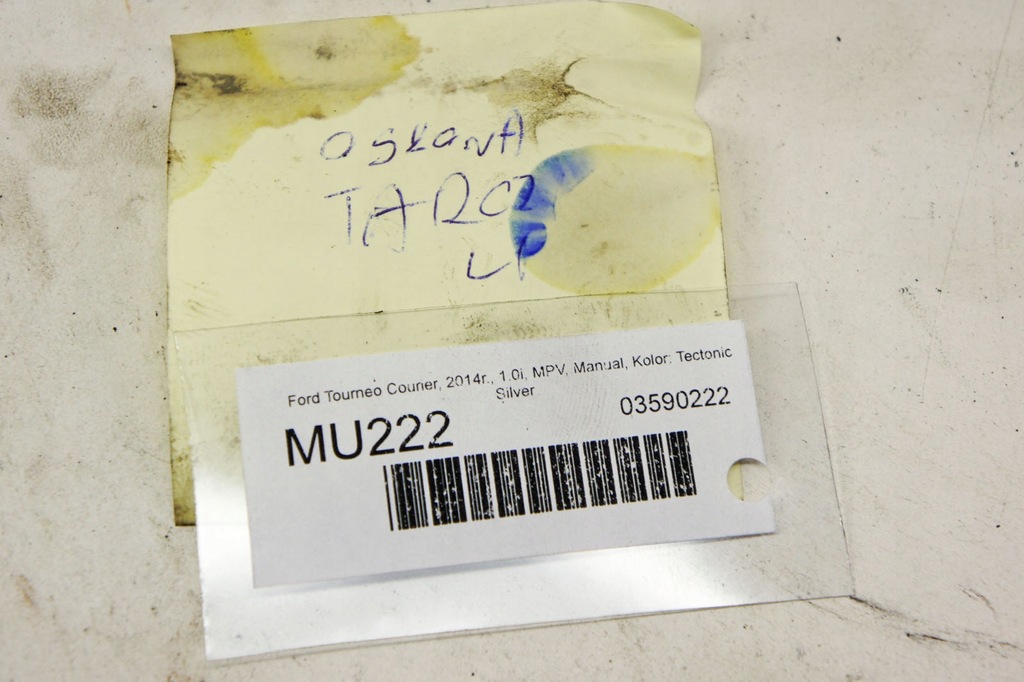 OSŁONA
TARCZ
LP
Ford Tourneo Courier, 2014r., 1.0i, MPV, Manual, Kolor: Tectonic
Silver
03590222
MU222